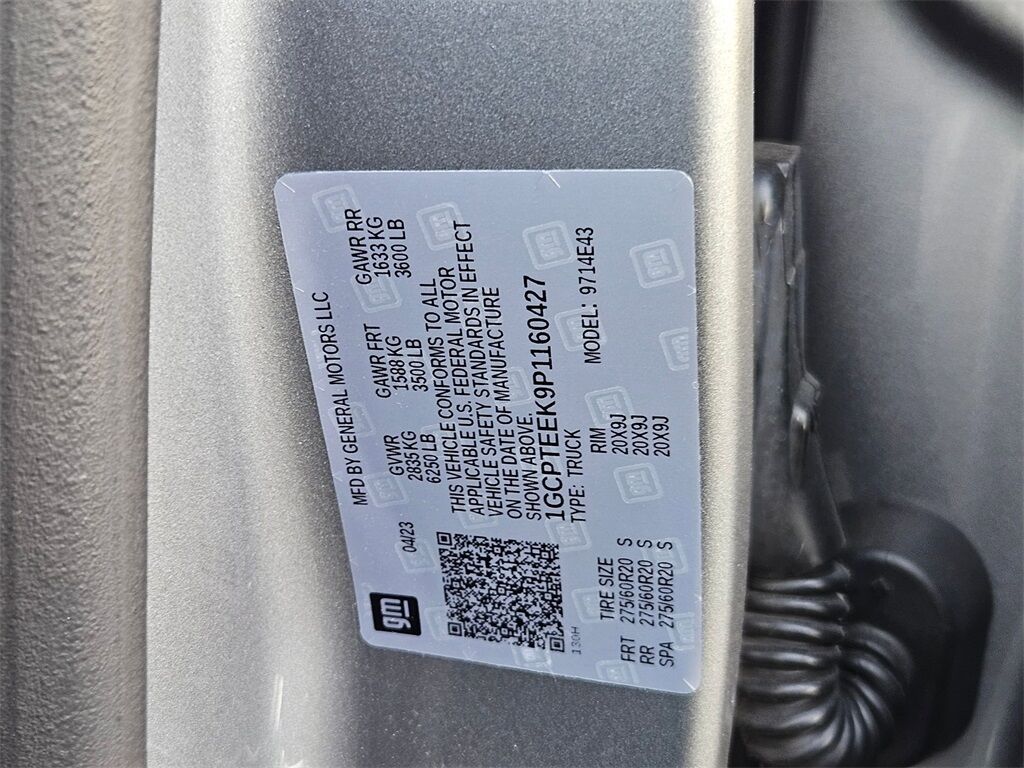 gm
04/23
MFD BY GENERAL MOTORS LLC
GVWR GAWR FRT GAWR RR
2835 KG 1588 KG 1633 KG
6250 LB 3500 LB 3600 LB
THIS VEHICLE CONFORMS TO ALL
APPLICABLE U.S. FEDERAL MOTOR
VEHICLE SAFETY STANDARDS IN EFFECT
ON THE DATE OF MANUFACTURE
SHOWN ABOVE.
1GCPTEEK9P1160427
TYPE: TRUCK MODEL: 9714E43
130H
TIRE SIZE RIM
FRT 275/60R20 S 20X9J
RR 275/60R20 S 20X9J
SPA 275/60R20 S 20X9J